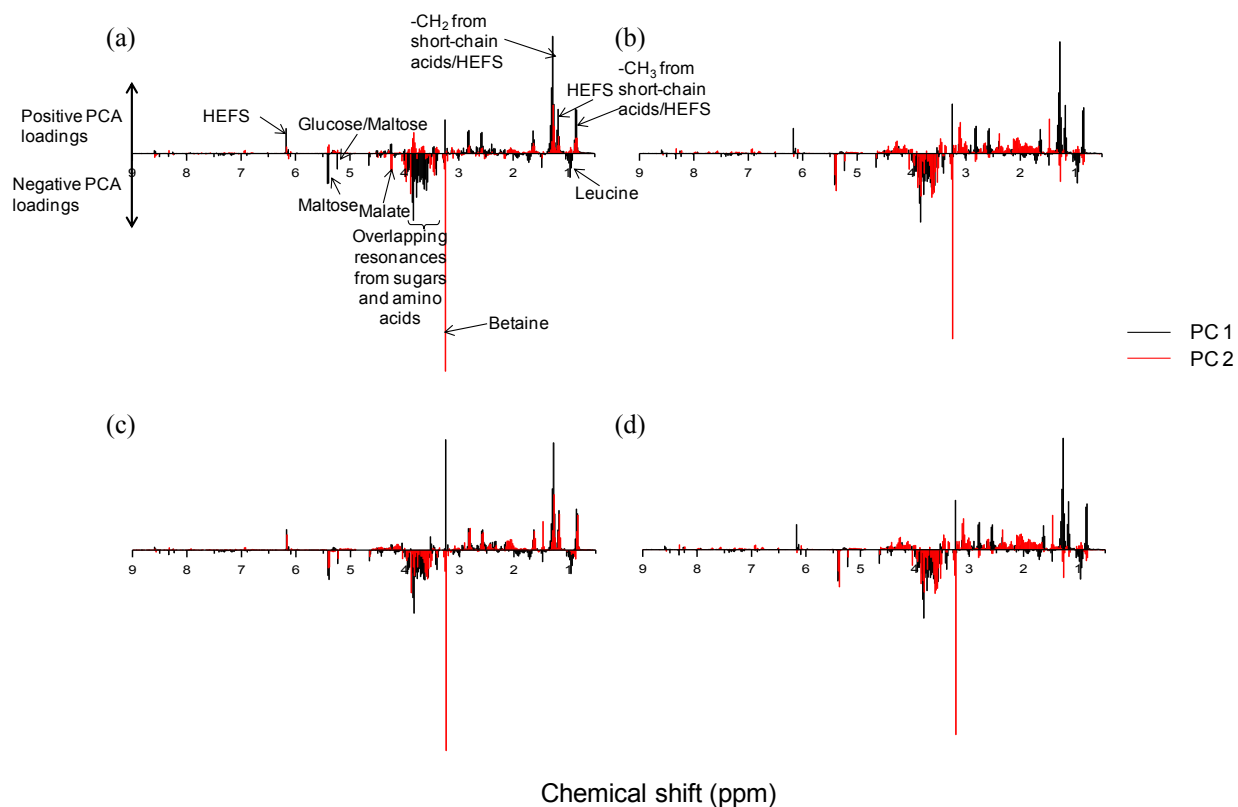 (a)
-CH2 from
short-chain
acids/HEFS
(b)
HEFS
-CH3 from
short-chain
acids/HEFS
Positive PCA
loadings
HEFS
Glucose/Maltose
9 8 7 6 5 4 3 2 1
9 8 7 6 5 4 3 2 1
Negative PCA
loadings
Maltose
Malate
Leucine
Overlapping
resonances
from sugars
and amino
acids
Betaine
PC 1
PC 2
(c)
(d)
9 8 7 6 5 4 3 2 1
9 8 7 6 5 4 3 2 1
Chemical shift (ppm)